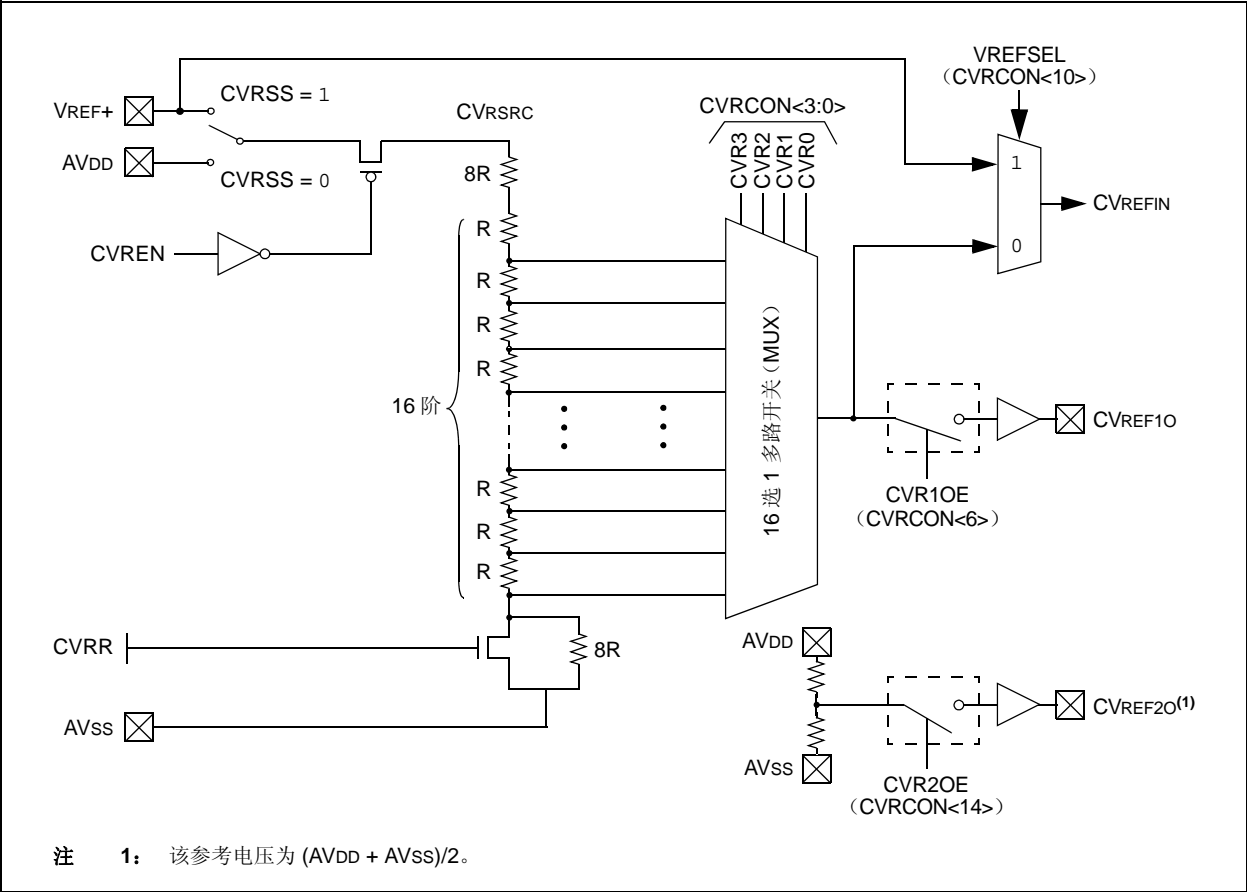 VREFSEL
（CVRCON<10>）
VREF+
CVRSS = 1
CVRSRC
CVRCON<3:0>
CVR3
CVR2
CVR1
CVR0
AVDD
CVRSS = 0
8R
1
CVREFIN
0
CVREN
R
R
R
R
16 阶
16 选 1 多路开关（MUX）
CVREF1O
CVR1OE
（CVRCON<6>）
R
R
R
CVRR
8R
AVSS
AVDD
CVREF2O(1)
AVSS
CVR2OE
（CVRCON<14>）
注 1： 该参考电压为 (AVDD + AVSS)/2。